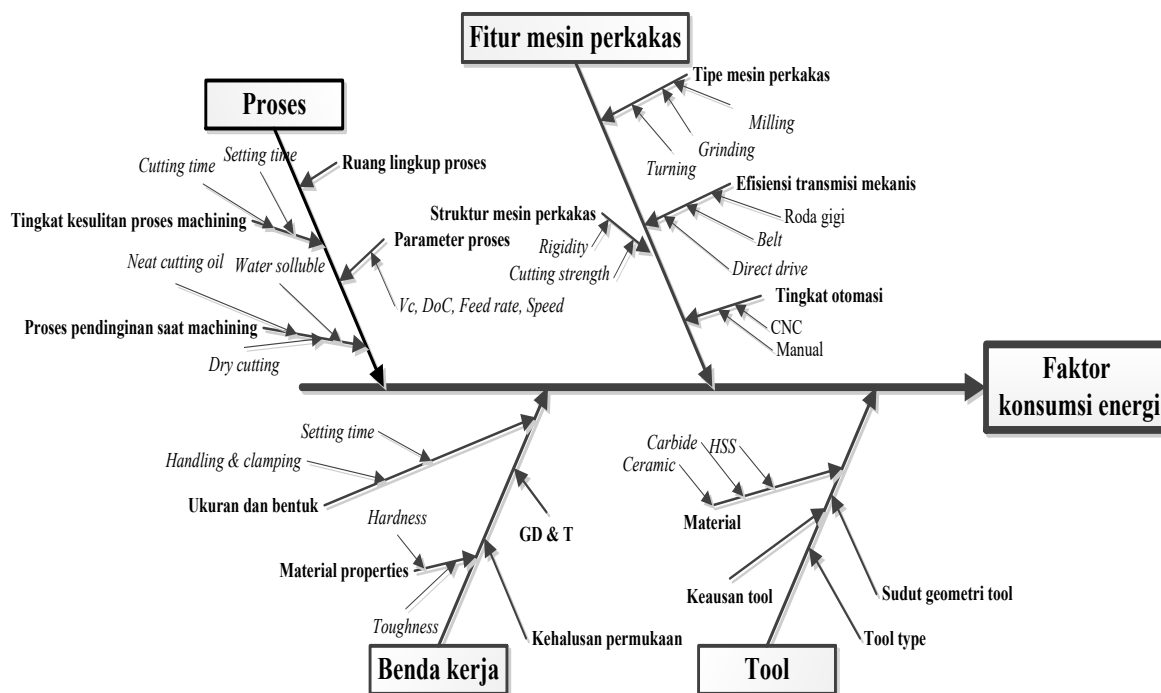 Fitur mesin perkakas
Proses
Tipe mesin perkakas
Milling
Grinding
Turning
Setting time
Cutting time
Ruang lingkup proses
Tingkat kesulitan proses machining
Parameter proses
Neat cutting oil
Water solluble
Vc, DoC, Feed rate, Speed
Proses pendinginan saat machining
Dry cutting
Efisiensi transmisi mekanis
Roda gigi
Belt
Direct drive
Struktur mesin perkakas
Rigidity
Cutting strength
Tingkat otomasi
CNC
Manual
Faktor
konsumsi energi
Setting time
Handling & clamping
Ukuran dan bentuk
GD & T
Hardness
Material properties
Toughness
Kehalusan permukaan
Benda kerja
Carbide
HSS
Ceramic
Material
Keausan tool
Sudut geometri tool
Tool type
Tool